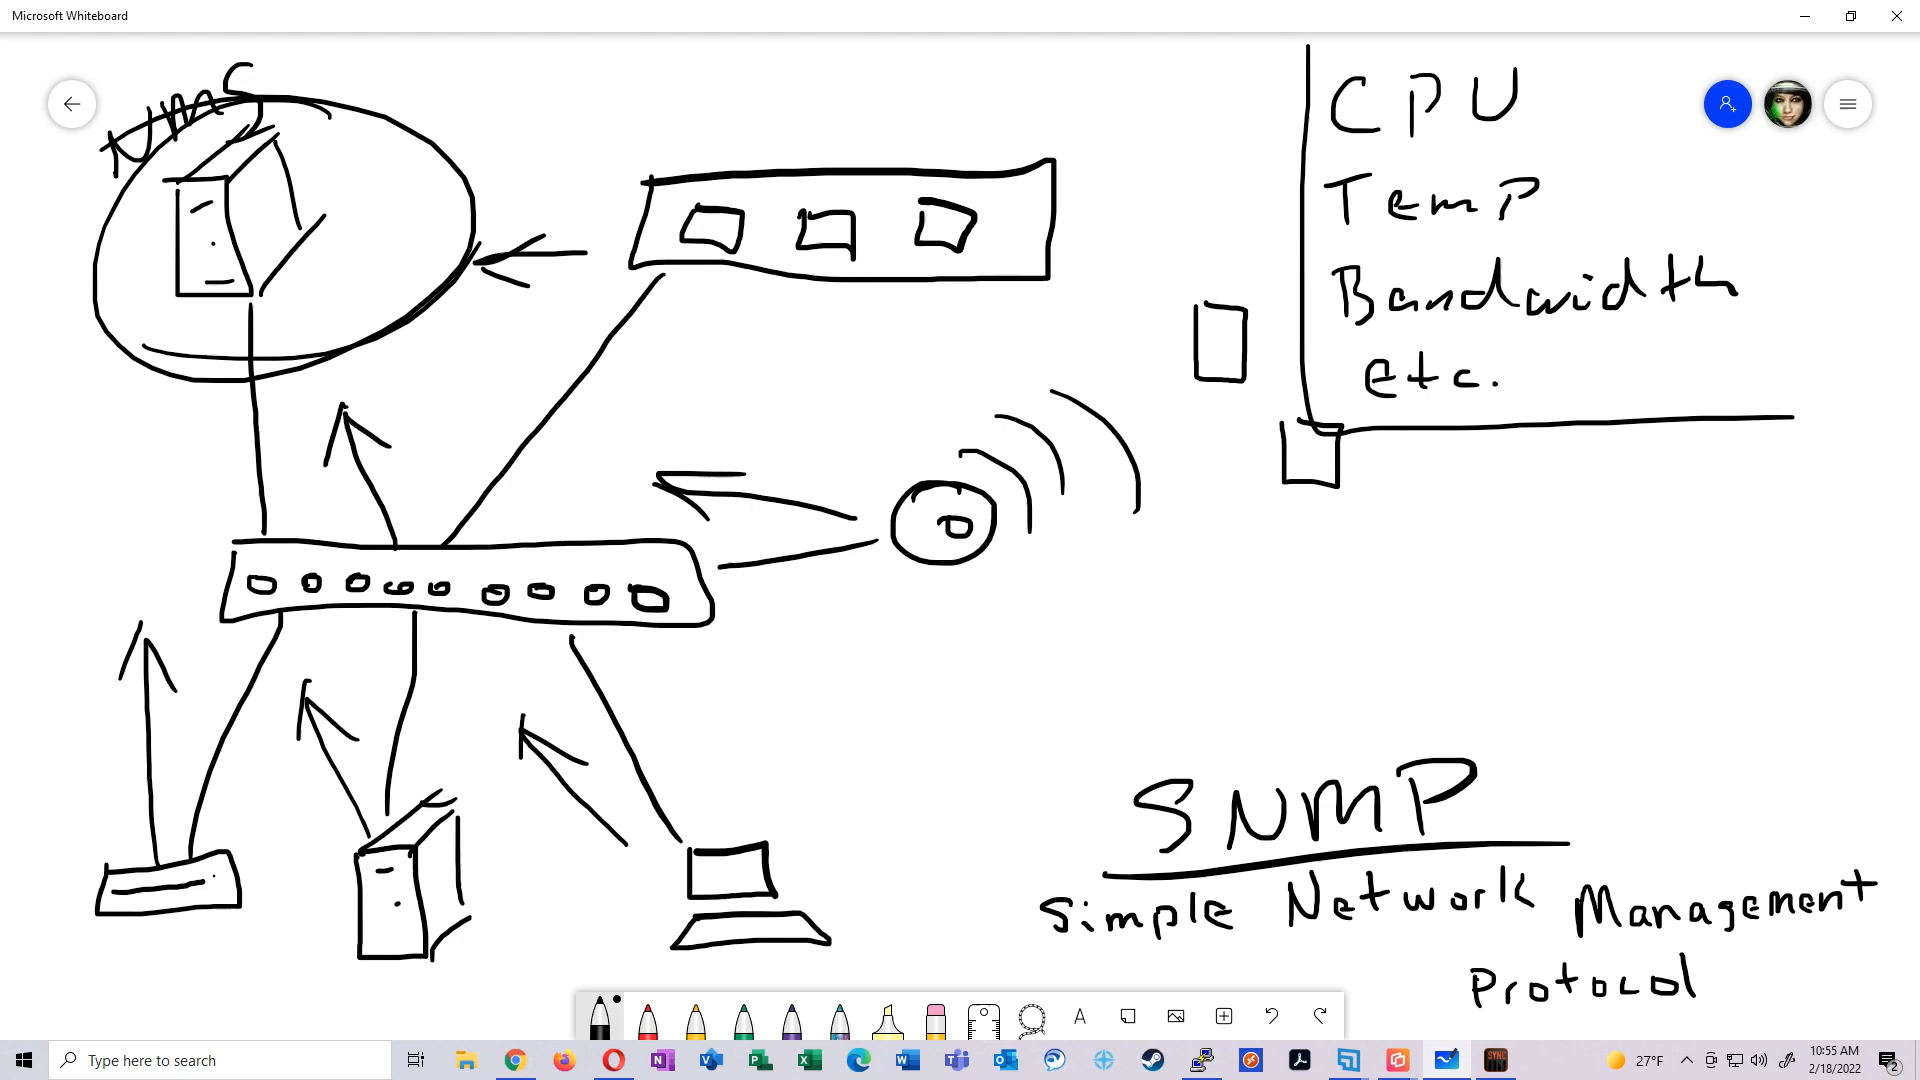 Microsoft Whiteboard
NMS
CPU
Temp
Bandwidth
etc.
SNMP
Simple Network Management
Protocol
Type here to search
27°F
10:55 AM
2/18/2022
2